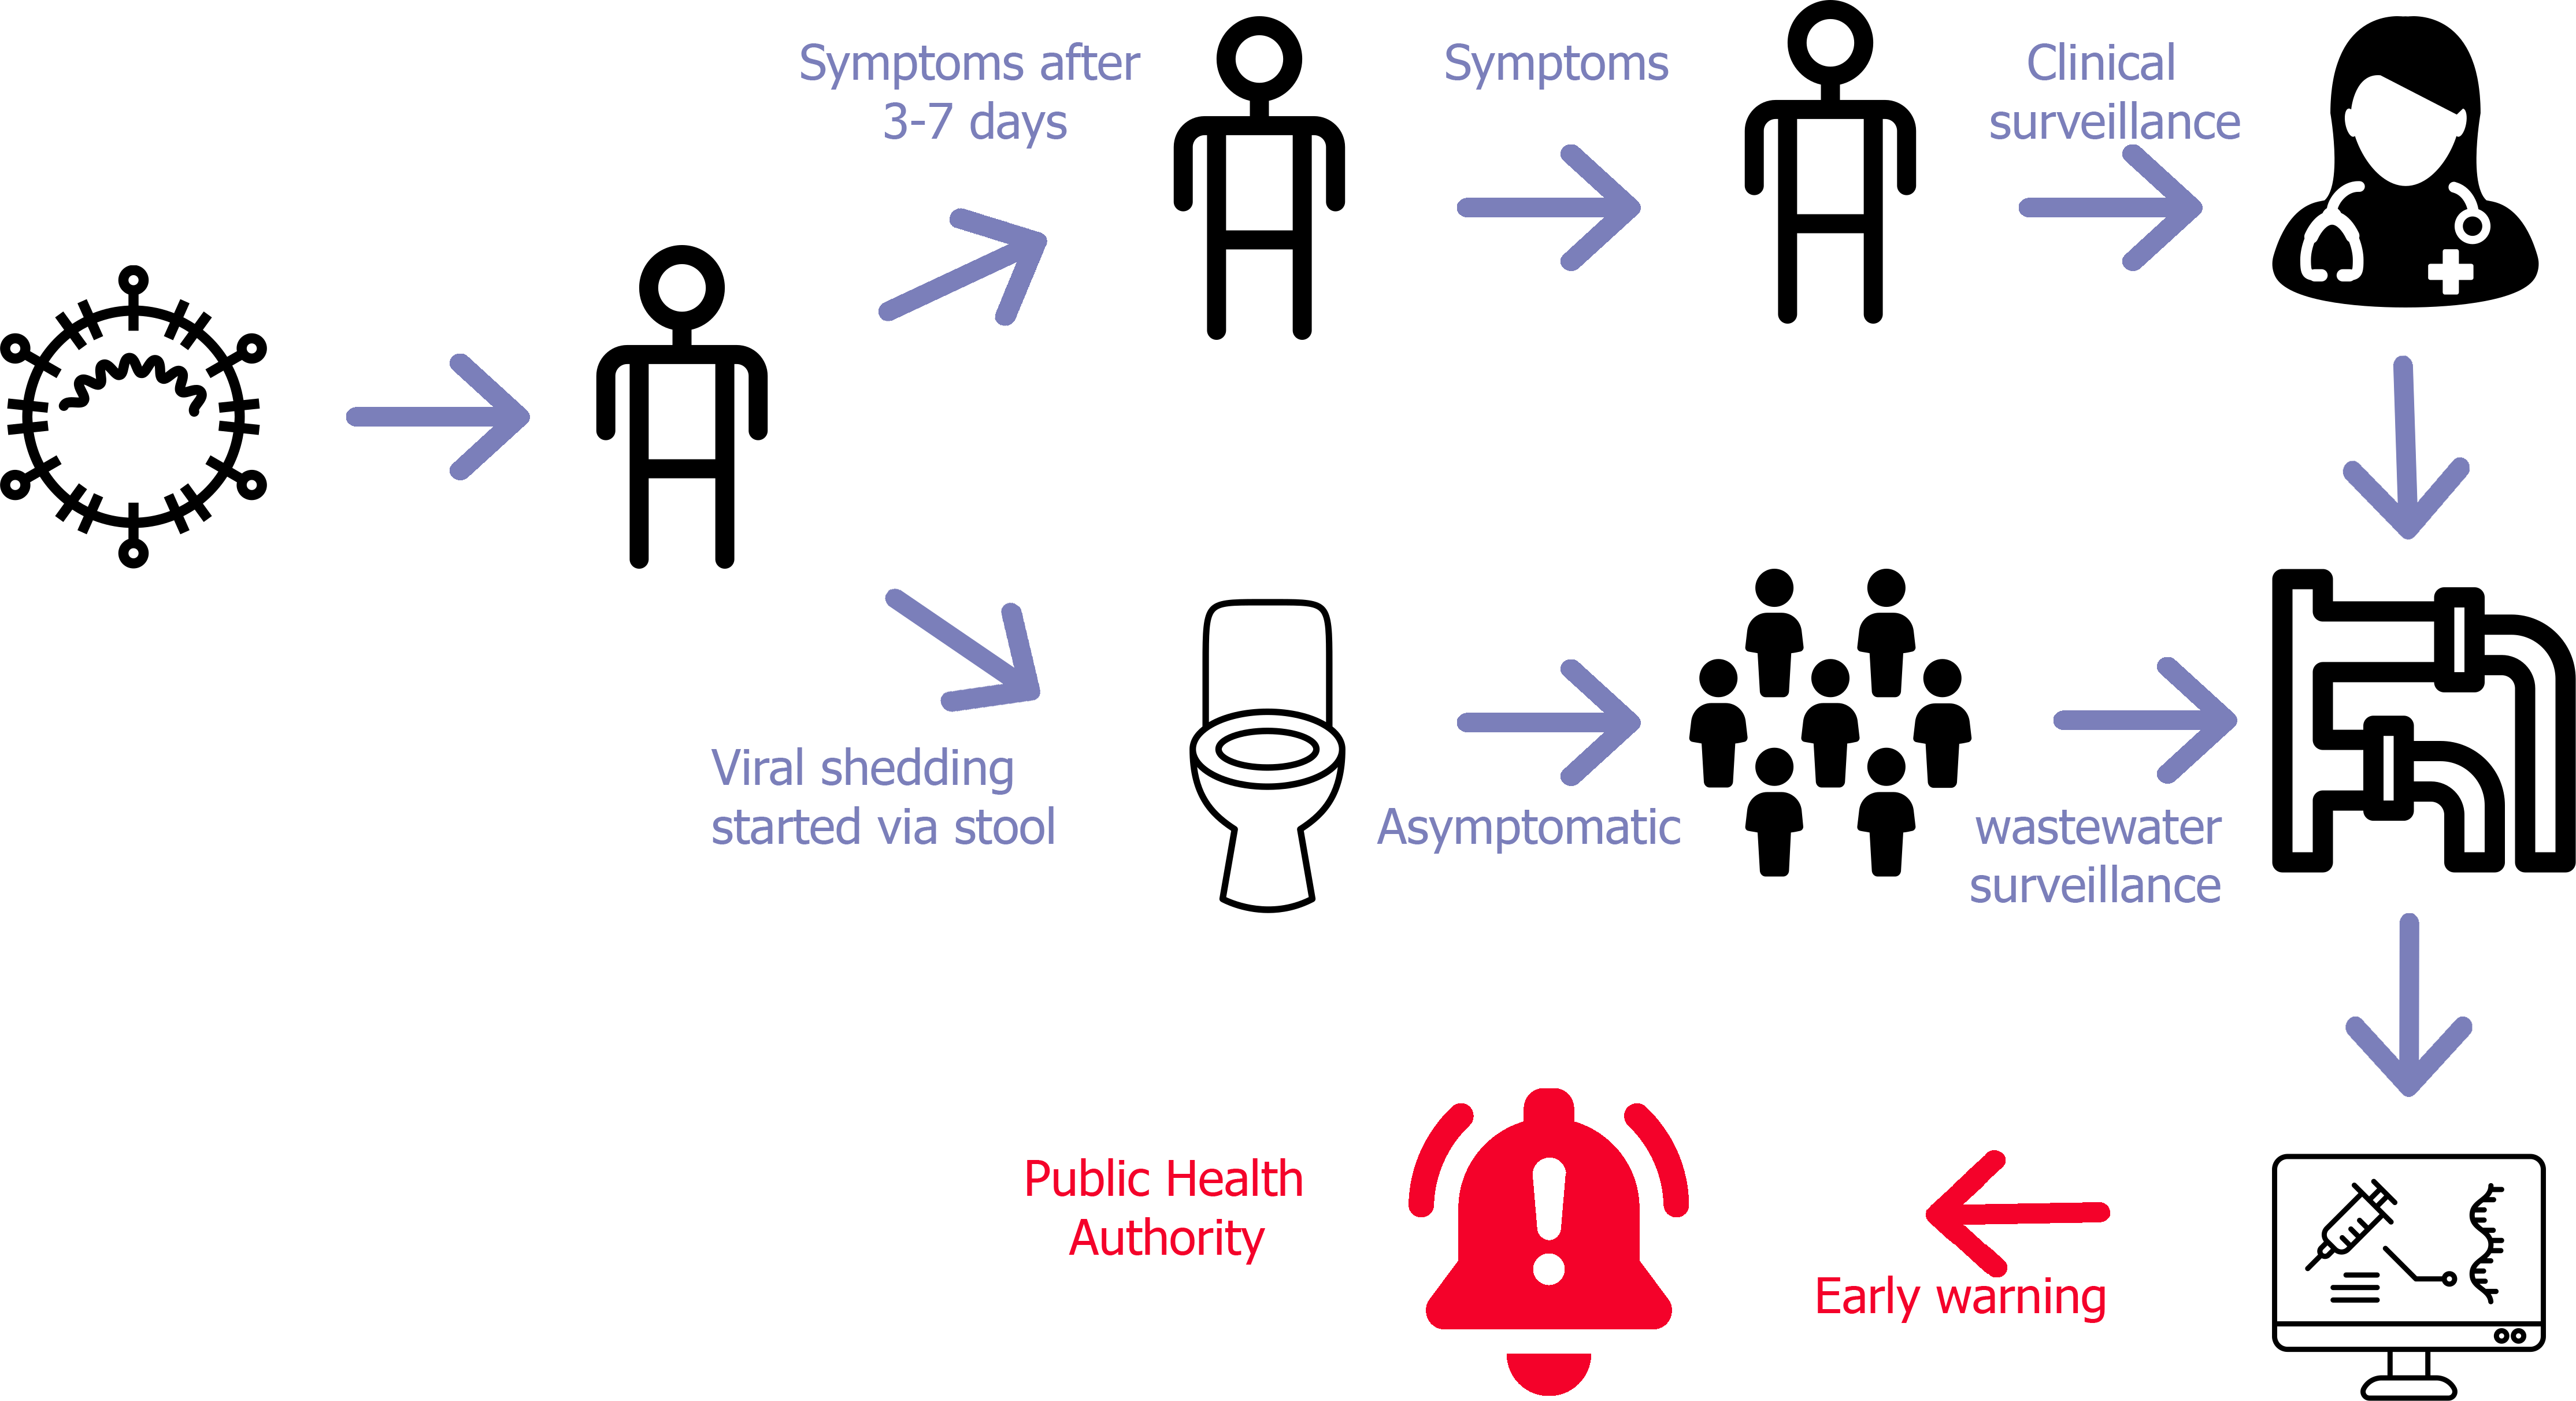 Symptoms after
3-7 days
Symptoms
Clinical
surveillance
Viral shedding
started via stool
Asymptomatic
wastewater
surveillance
Public Health
Authority
Early warning